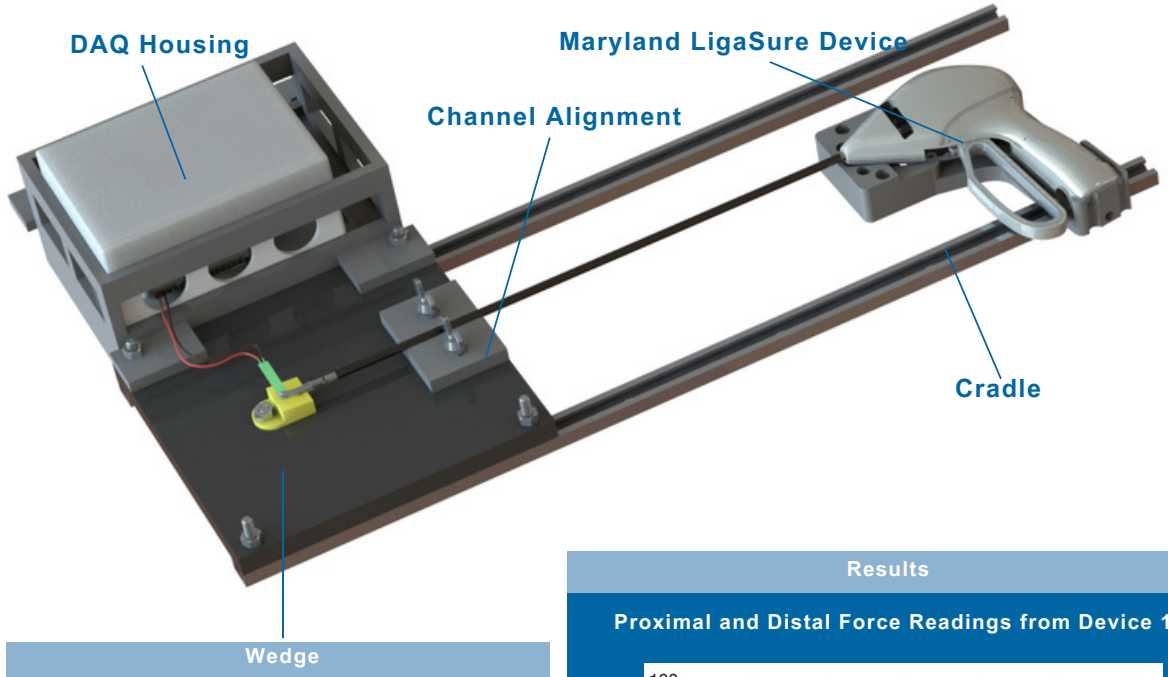 DAQ Housing
Maryland LigaSure Device
Channel Alignment
Cradle
Wedge
Results
Proximal and Distal Force Readings from Device 1